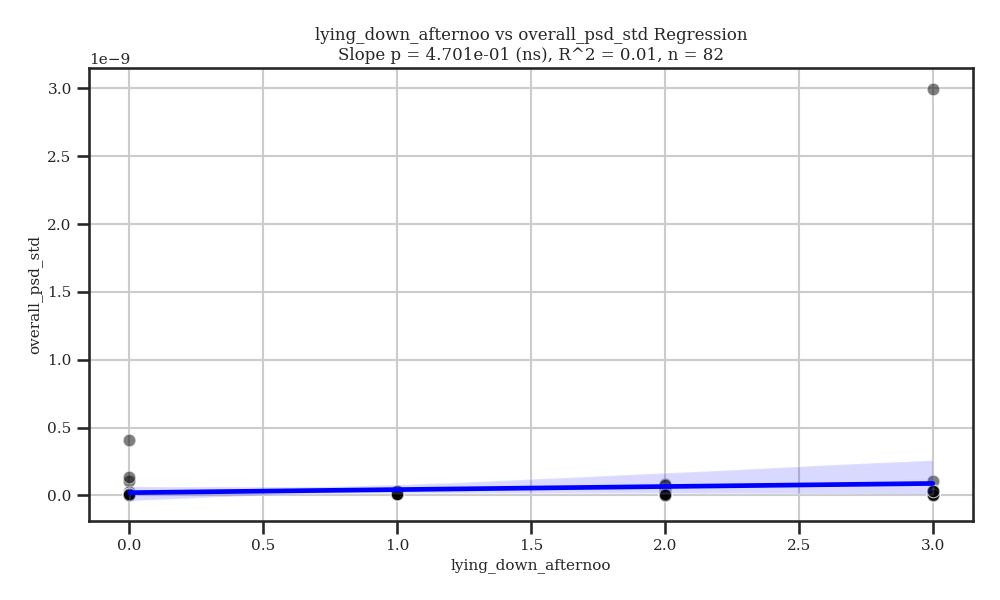 lying_down_afternoo vs overall_psd_std Regression
Slope p = 4.701e-01 (ns), R^2 = 0.01, n = 82
1e−9
3.0
2.5
2.0
1.5
1.0
0.5
0.0
overall_psd_std
0.0 0.5 1.0 1.5 2.0 2.5 3.0
lying_down_afternoo